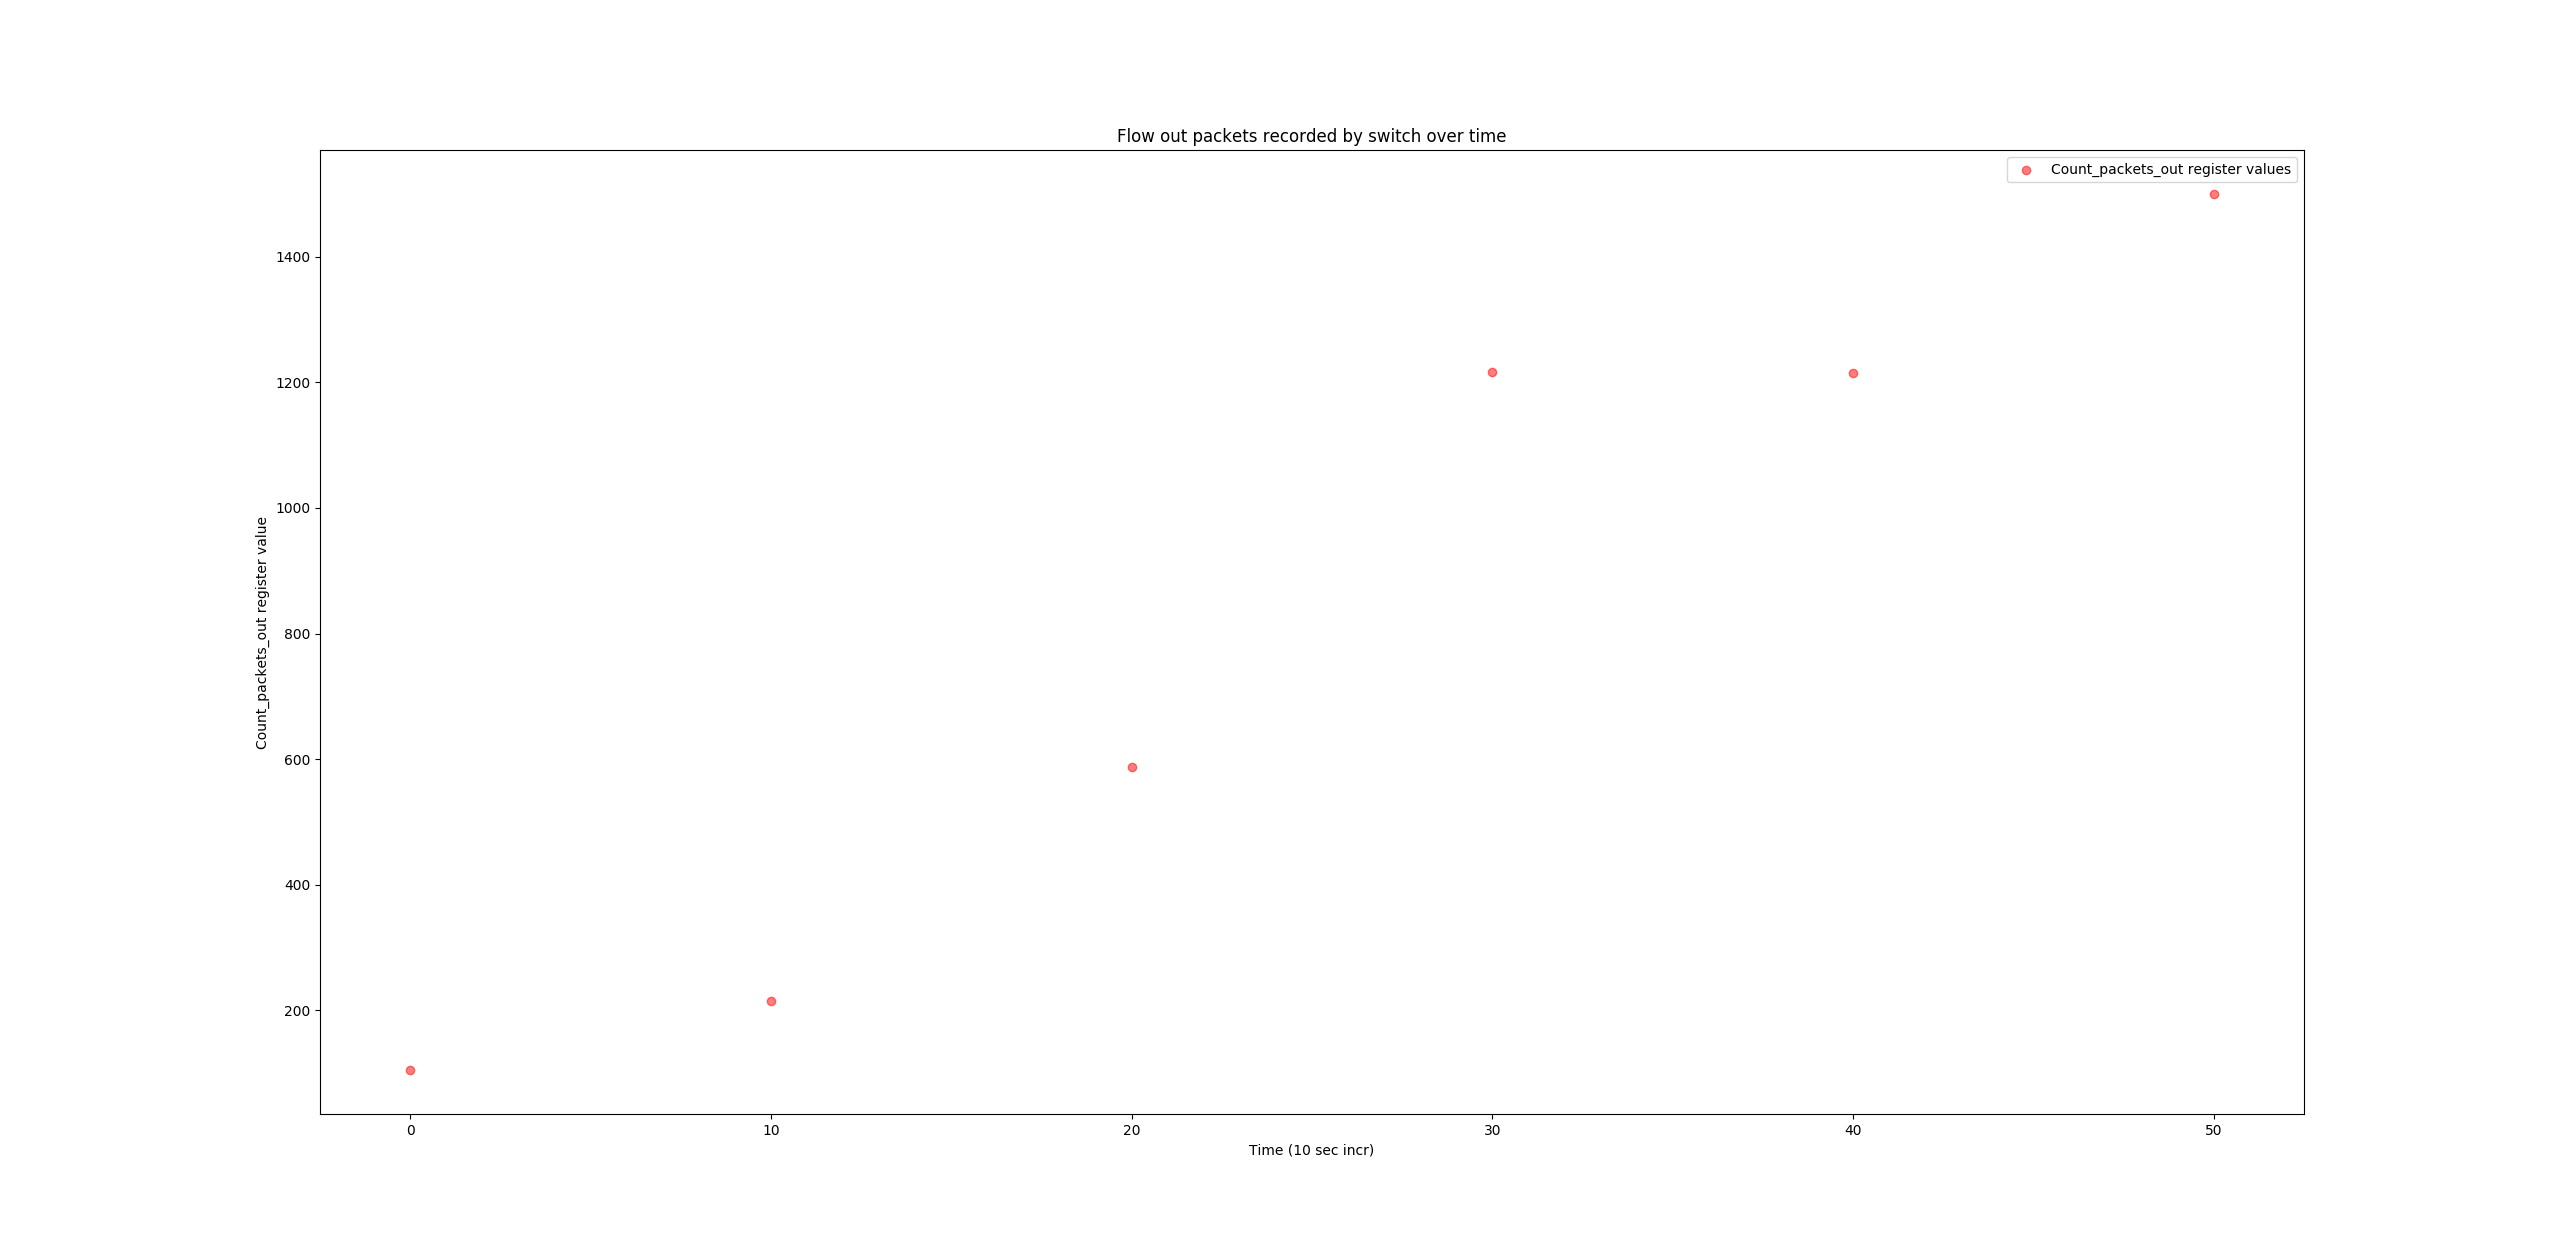 Flow out packets recorded by switch over time
Count_packets_out register values
1400
1200
1000
800
600
400
200
Count_packets_out register value
0 10 20 30 40 50
Time (10 sec incr)